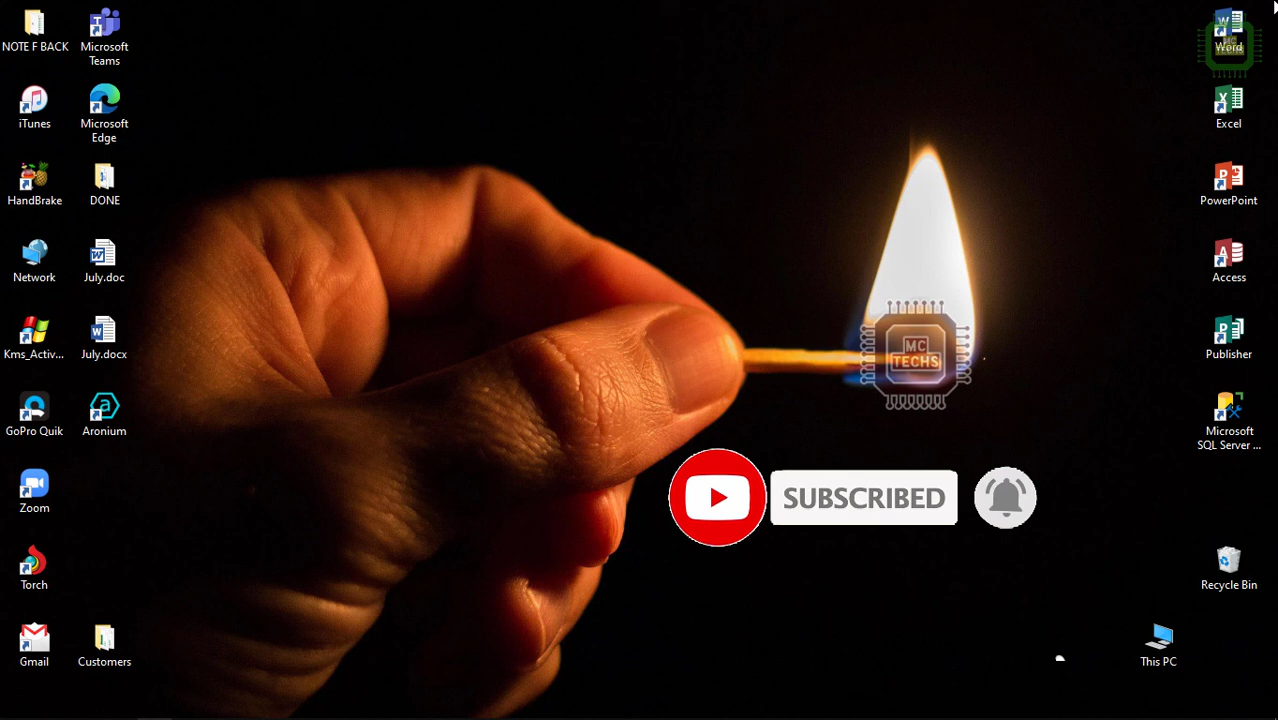 NOTE F BACK
Microsoft
Teams
iTunes
Microsoft
Edge
HandBrake
DONE
Network
July.doc
Kms_Activ...
July.docx
GoPro Quik
Aronium
Zoom
Torch
Gmail
Customers
MC
TECHS
SUBSCRIBED
Word
Excel
PowerPoint
Access
Publisher
Microsoft
SQL Server ...
Recycle Bin
This PC